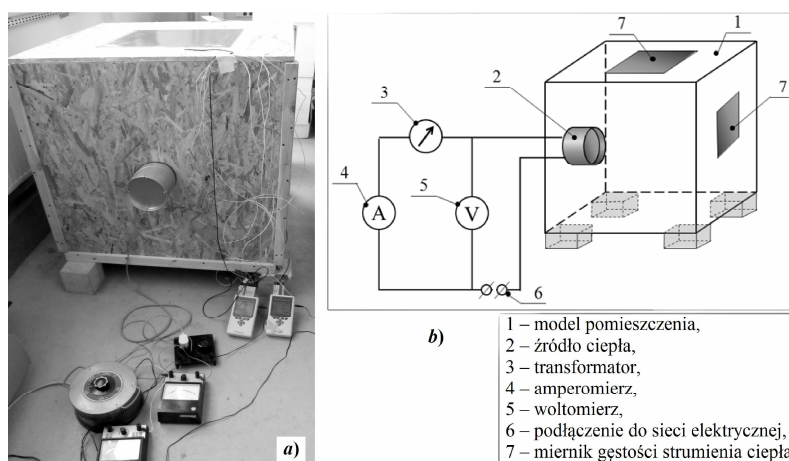 7
1
2
7
3
4
5
A
V
6
a)
b)
1 – model pomieszczenia,
2 – źródło ciepła,
3 – transformator,
4 – amperomierz,
5 – woltomierz,
6 – podłączenie do sieci elektrycznej,
7 – miernik gęstości strumienia ciepła